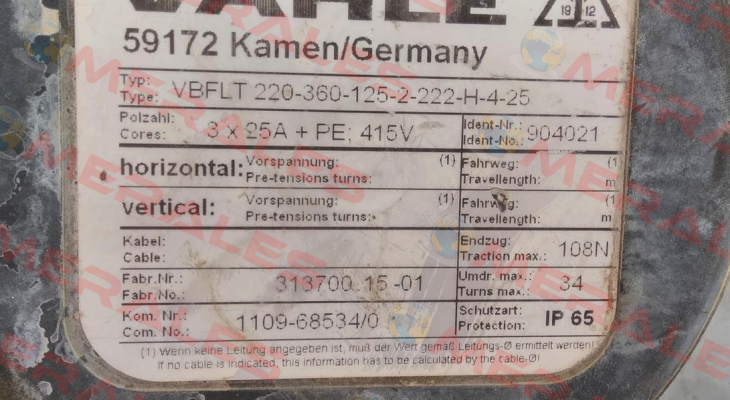 VAHLE
19 12
59172 Kamen/Germany
Typ:
Type: VBFLT 220-360-125-2-222-H-4-25
Polzahl:
Cores: 3 x 25A + PE; 415V
Ident-Nr.:
Ident-No.: 904021
horizontal: Vorspannung: (1)
Pre-tensions turns:
Fahrweg: (1)
Travellength: m
vertical: Vorspannung: (1)
Pre-tensions turns:
Fahrweg: (1)
Travellength: m
Kabel:
Cable:
Endzug:
Traction max.: 108N
Fabr.Nr.:
Fabr.No.: 313700 15 -01
Umdr. max.:
Turns max.: 34
Kom. Nr.:
Com. No.: 1109-68534/0
Schutzart:
Protection: IP 65
(1) Wenn keine Leitung angegeben ist, muß der Wert gemäß Leitungs-Ø ermittelt werden!
If no cable is indicated, this information has to be calculated by the cable-Ø!
MERALES